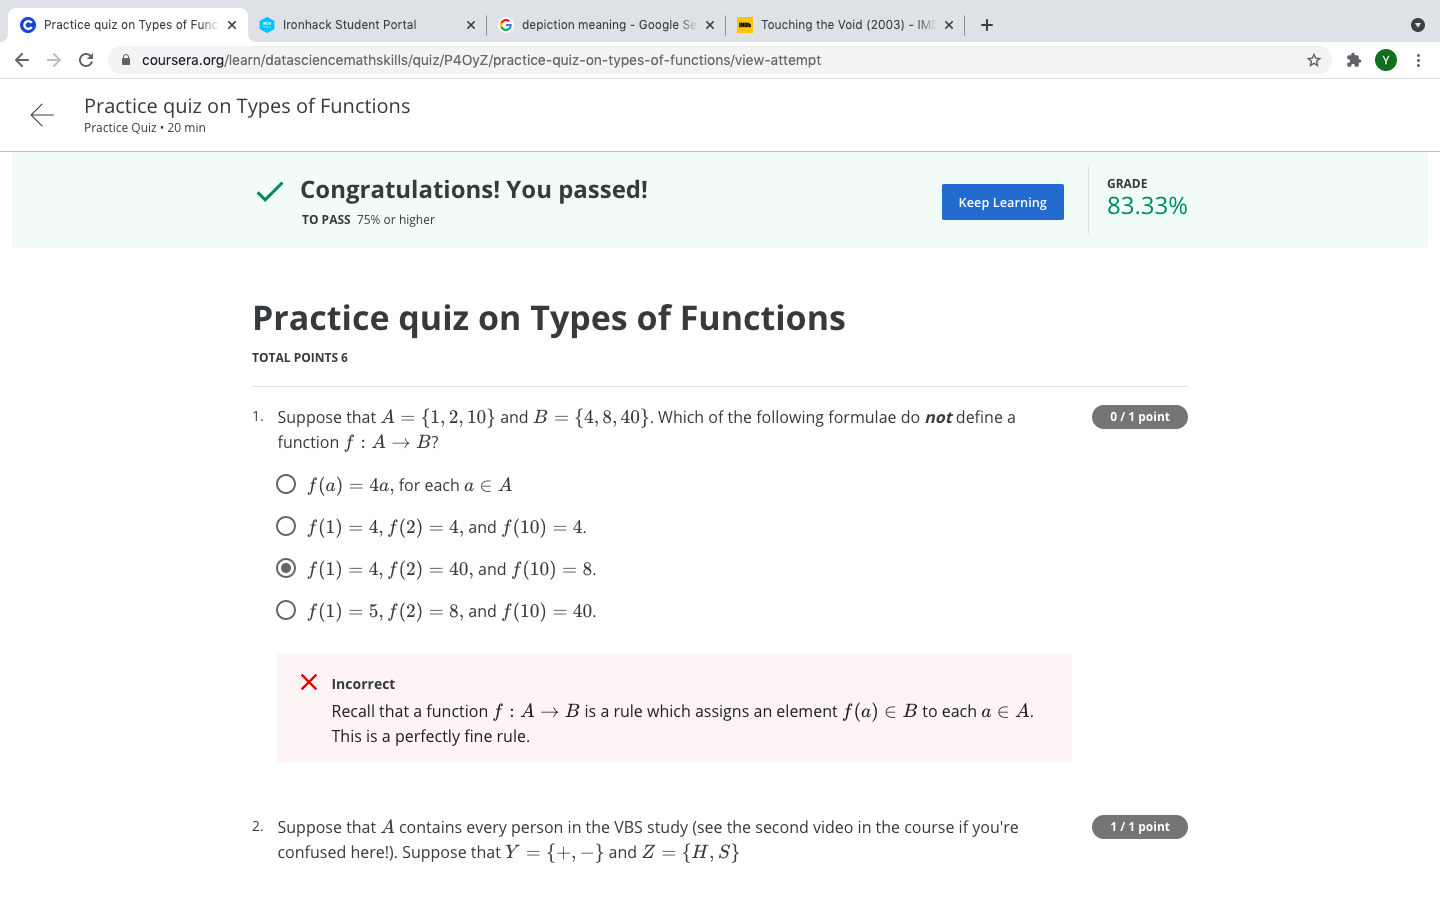 Practice quiz on Types of Func
Ironhack Student Portal
depiction meaning - Google Se
Touching the Void (2003) - IMD
coursera.org/learn/datasciencemathskills/quiz/P4OyZ/practice-quiz-on-types-of-functions/view-attempt
Y
Practice quiz on Types of Functions
Practice Quiz • 20 min
Congratulations! You passed!
TO PASS 75% or higher
Keep Learning
GRADE
83.33%
Practice quiz on Types of Functions
TOTAL POINTS 6
1. Suppose that A = {1, 2, 10} and B = {4, 8, 40}. Which of the following formulae do not define a
function f : A → B?
0 / 1 point
f(a) = 4a, for each a ∈ A
f(1) = 4, f(2) = 4, and f(10) = 4.
f(1) = 4, f(2) = 40, and f(10) = 8.
f(1) = 5, f(2) = 8, and f(10) = 40.
Incorrect
Recall that a function f : A → B is a rule which assigns an element f(a) ∈ B to each a ∈ A.
This is a perfectly fine rule.
2. Suppose that A contains every person in the VBS study (see the second video in the course if you're
confused here!). Suppose that Y = {+, −} and Z = {H, S}
1 / 1 point